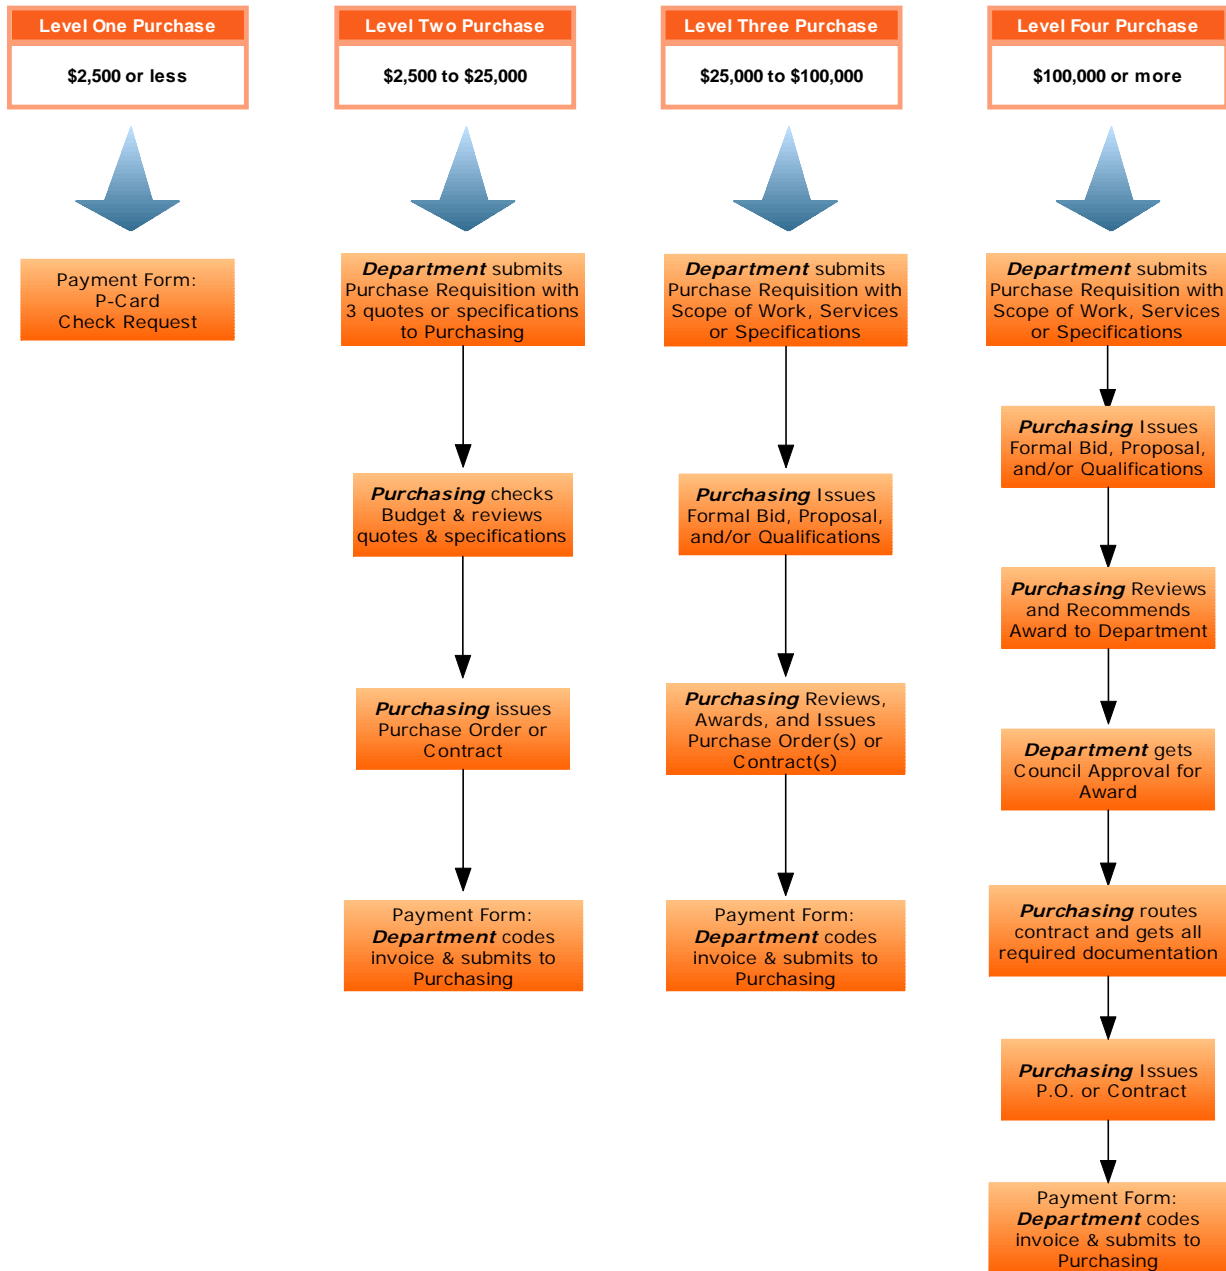 Level One Purchase
$2,500 or less
Payment Form:
P-Card
Check Request
Level Two Purchase
$2,500 to $25,000
Department submits
Purchase Requisition with
3 quotes or specifications
to Purchasing
Purchasing checks
Budget & reviews
quotes & specifications
Purchasing issues
Purchase Order or
Contract
Payment Form:
Department codes
invoice & submits to
Purchasing
Level Three Purchase
$25,000 to $100,000
Department submits
Purchase Requisition with
Scope of Work, Services
or Specifications
Purchasing Issues
Formal Bid, Proposal,
and/or Qualifications
Purchasing Reviews,
Awards, and Issues
Purchase Order(s) or
Contract(s)
Payment Form:
Department codes
invoice & submits to
Purchasing
Level Four Purchase
$100,000 or more
Department submits
Purchase Requisition with
Scope of Work, Services
or Specifications
Purchasing Issues
Formal Bid, Proposal,
and/or Qualifications
Purchasing Reviews
and Recommends
Award to Department
Department gets
Council Approval for
Award
Purchasing routes
contract and gets all
required documentation
Purchasing Issues
P.O. or Contract
Payment Form:
Department codes
invoice & submits to
Purchasing